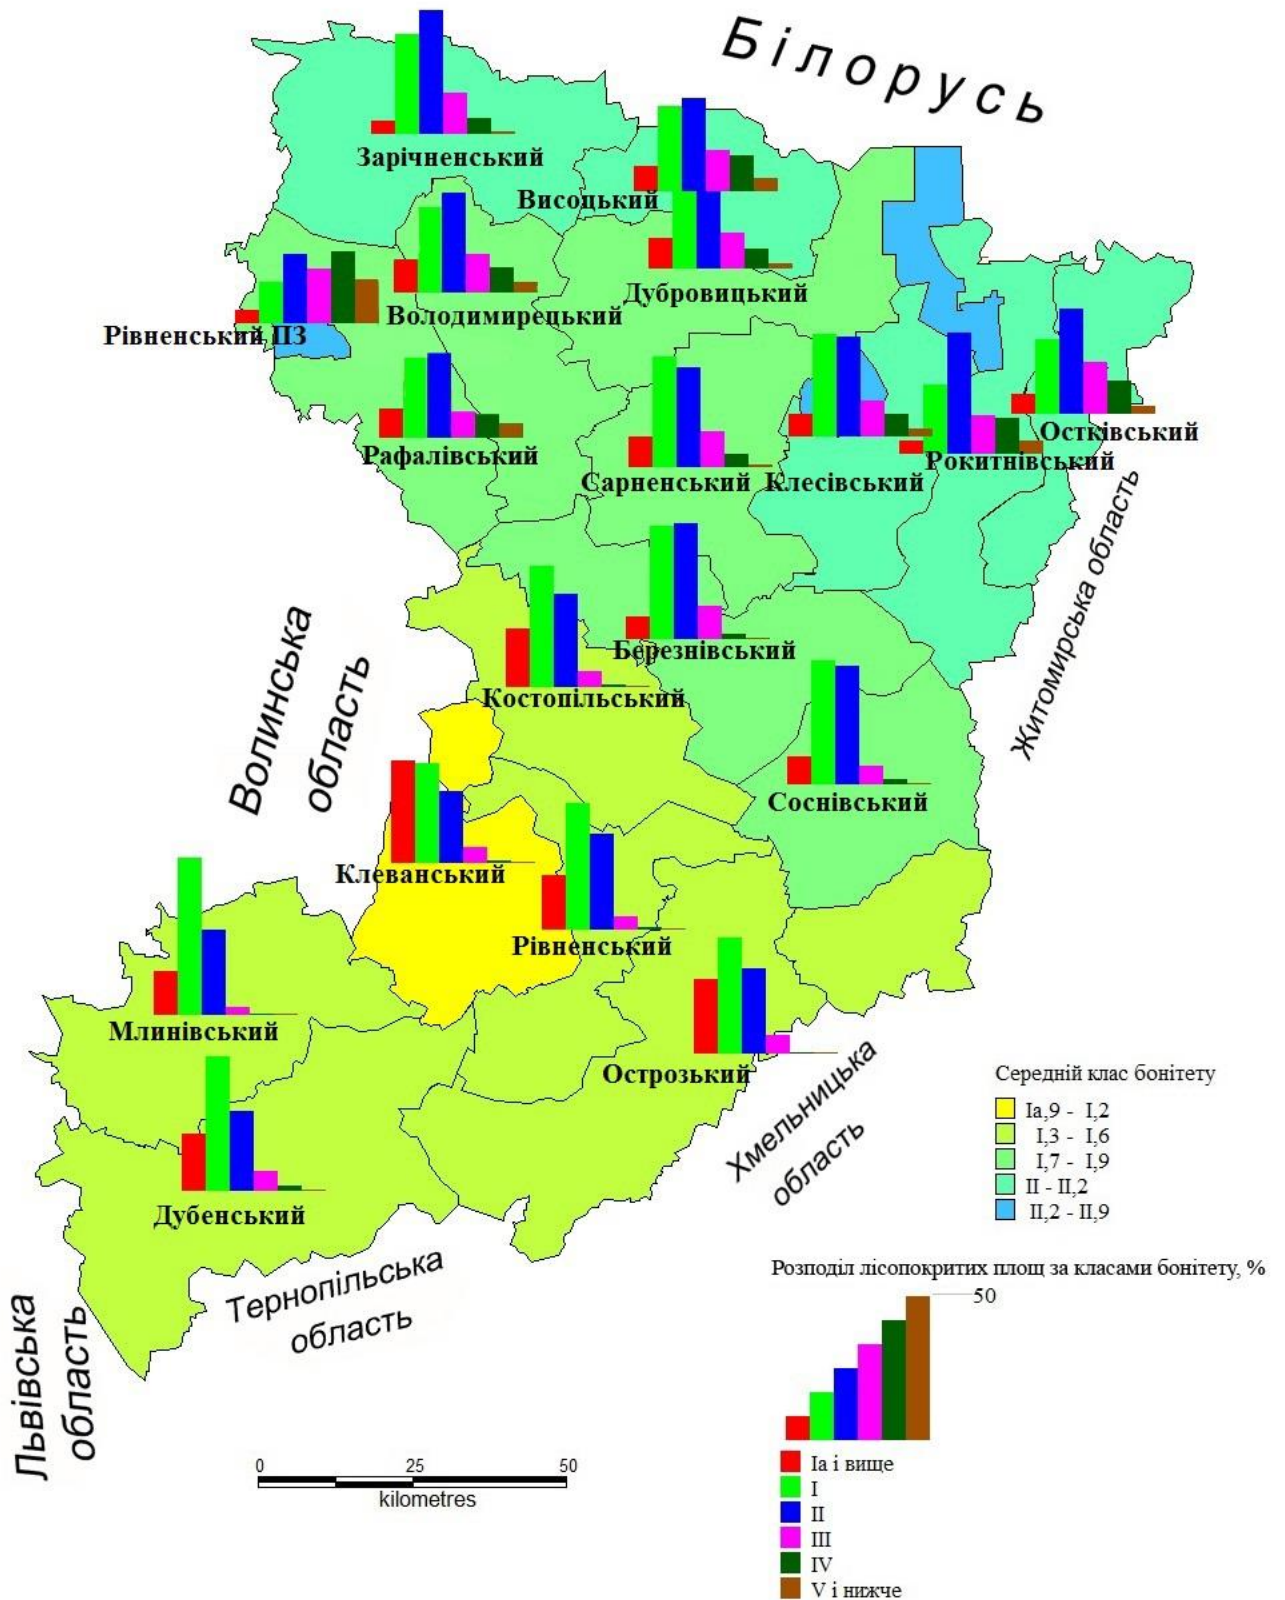 Білорусь
Зарічненський
Висоцький
Дубровицький
Володимирецький
Рівненський ПЗ
Рафалівський
Сарненський
Клесівський
Рокитнівський
Остківський
Житомирська область
Березнівський
Костопільський
Волинська
область
Соснівський
Клеванський
Рівненський
Млинівський
Острозький
Хмельницька
область
Дубенський
Тернопільська
область
Львівська
область
Середній клас бонітету
Ia,9 - I,2
I,3 - I,6
I,7 - I,9
II - II,2
II,2 - II,9
Розподіл лісопокритих площ за класами бонітету, %
50
Ia і вище
I
II
III
IV
V і нижче
0 25 50
kilometres